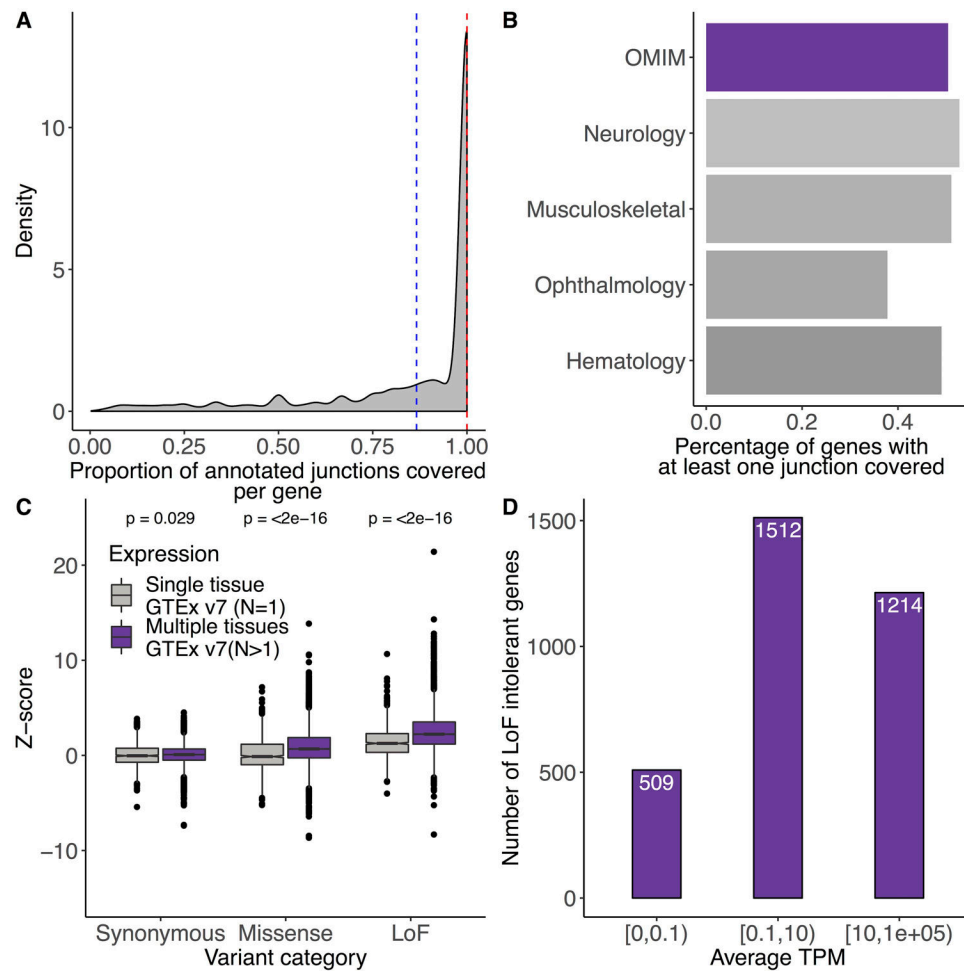 A
Density
10
5
0
0.00
0.25
0.50
0.75
1.00
Proportion of annotated junctions covered
per gene
B
OMIM
Neurology
Musculoskeletal
Ophthalmology
Hematology
0.0
0.4
Percentage of genes with
at least one junction covered
C
p = 0.029
p = <2e−16
p = <2e−16
Expression
Single tissue
GTEx v7 (N=1)
Multiple tissues
GTEx v7(N>1)
Z−score
20
10
0
−10
Synonymous
Missense
LoF
Variant category
D
Number of LoF intolerant genes
1500
1000
500
0
509
1512
1214
[0,0.1)
[0.1,10)
[10,1e+05)
Average TPM